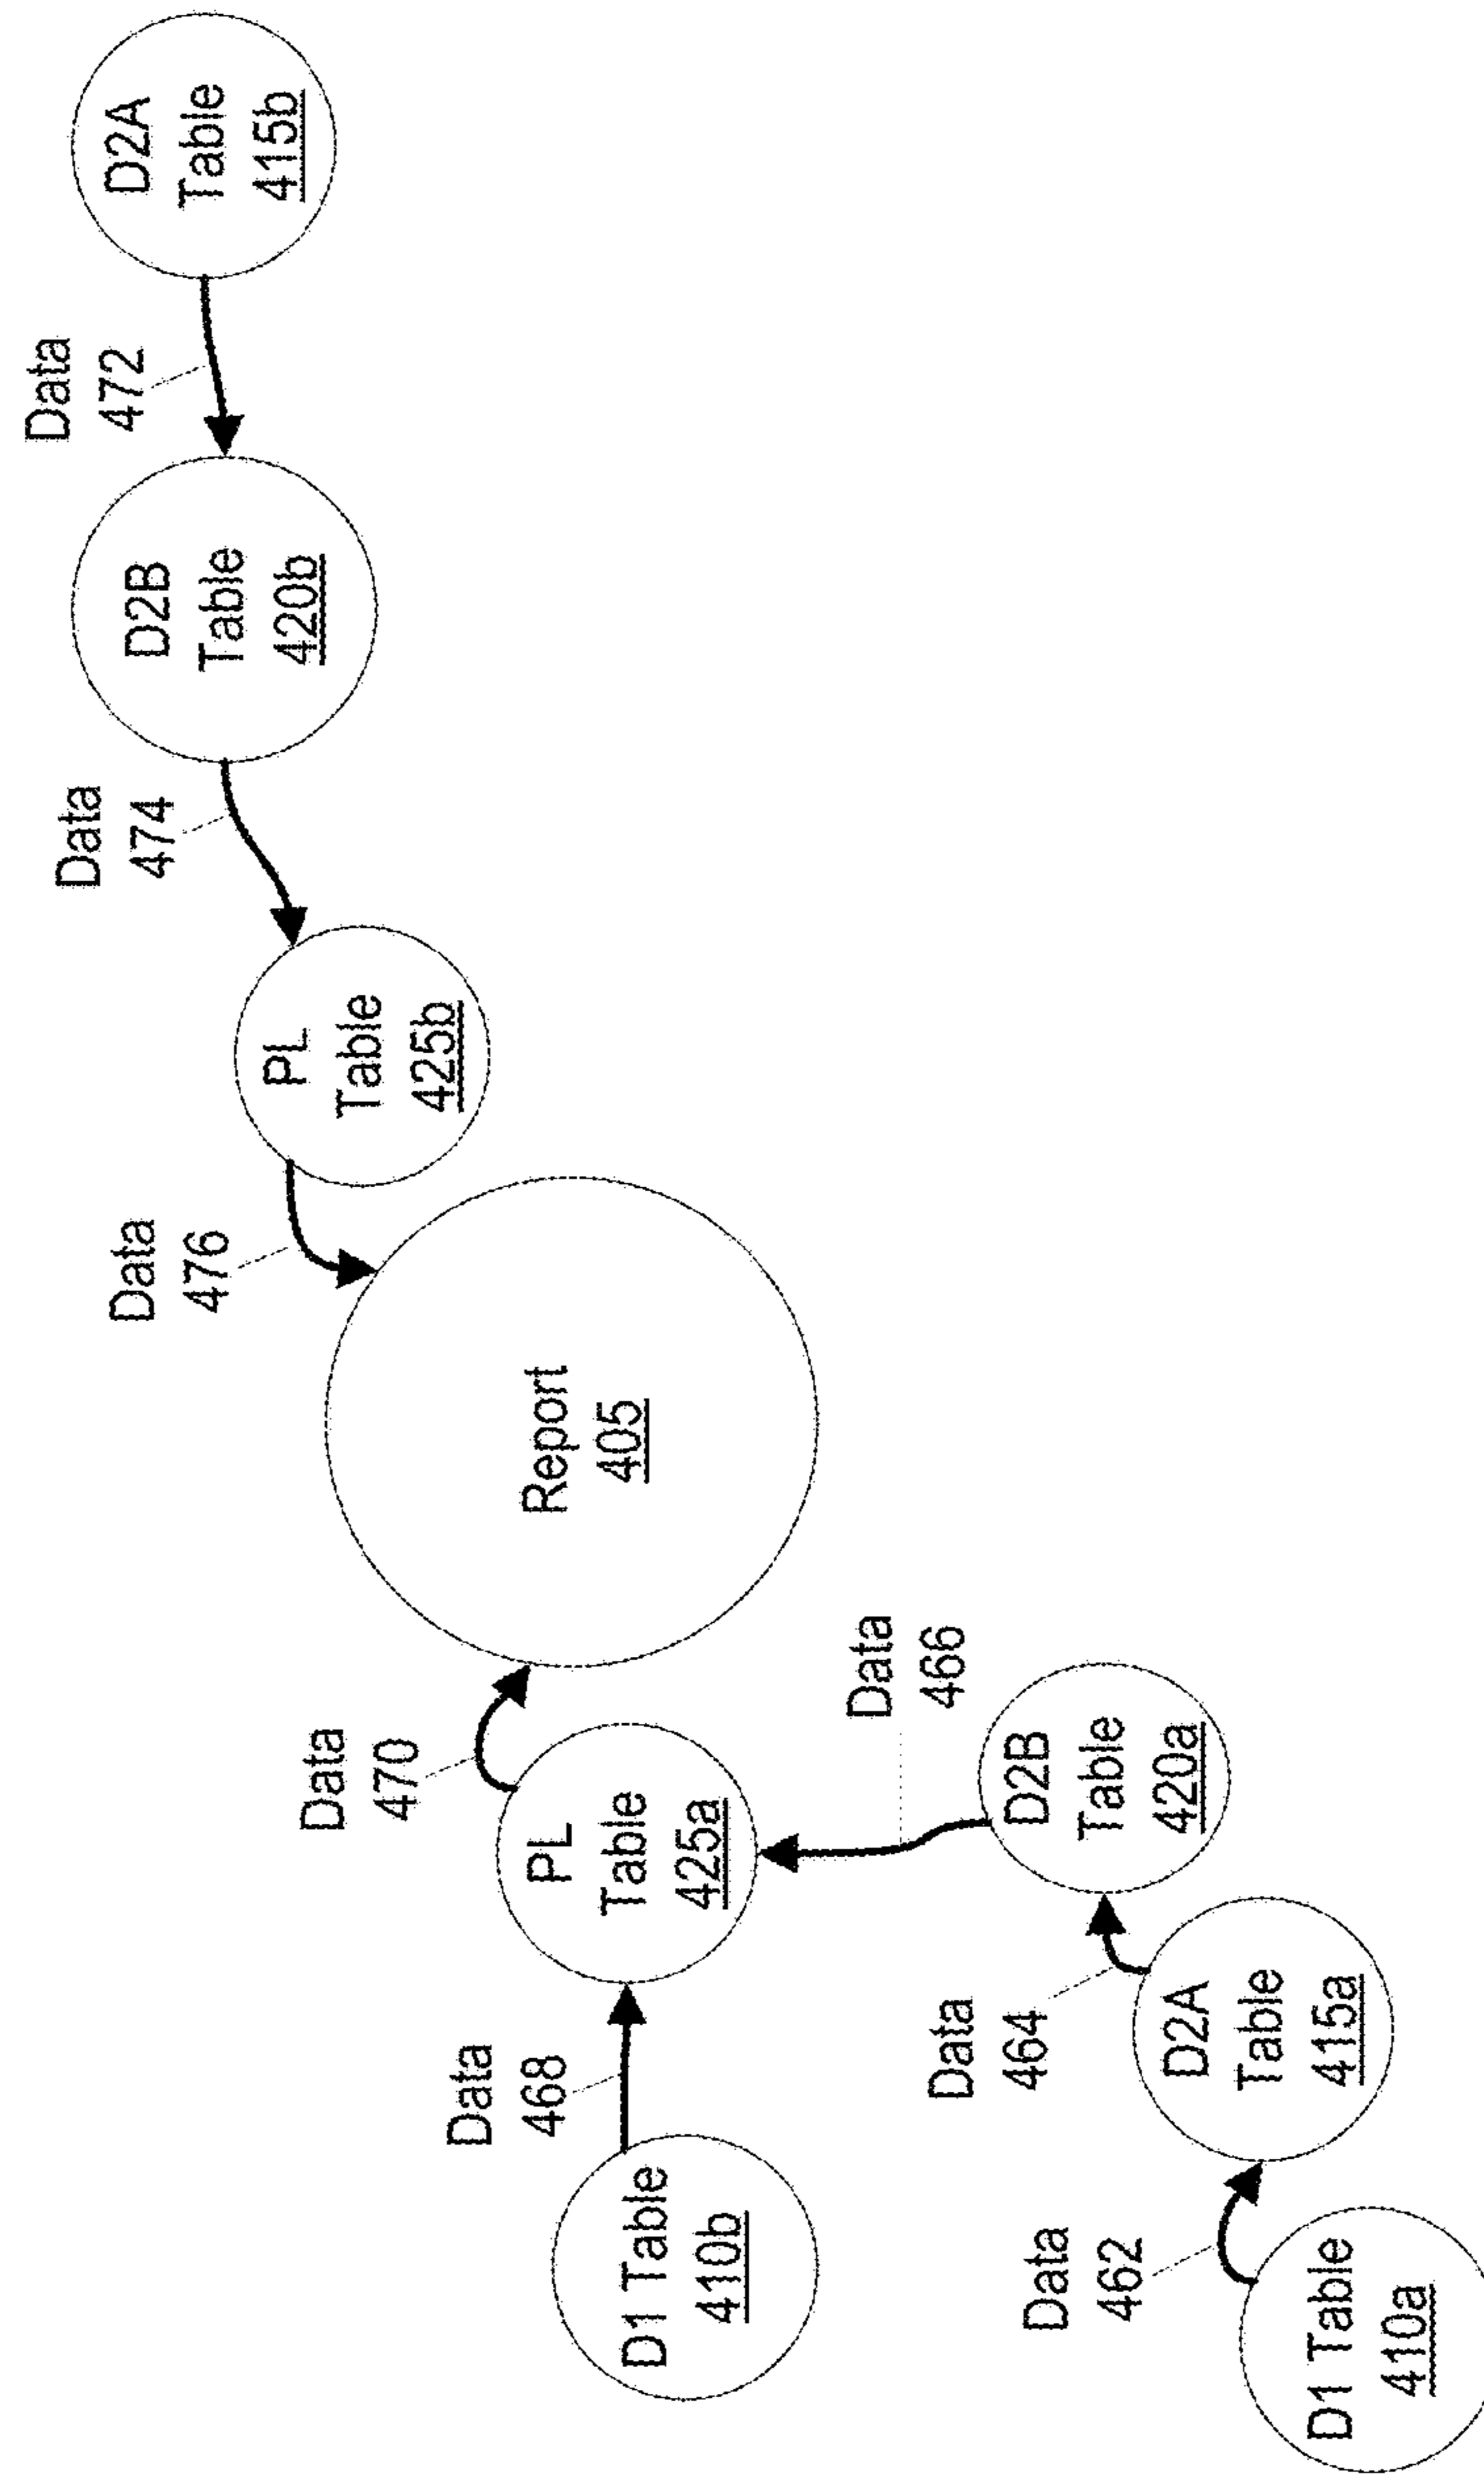 Data
472
D2A
Table
415b
D2B
Table
420b
Data
474
PL
Table
425b
Data
476
Report
405
Data
470
PL
Table
425a
Data
466
D2B
Table
420a
Data
468
D1 Table
410b
Data
464
D2A
Table
415a
Data
462
D1 Table
410a